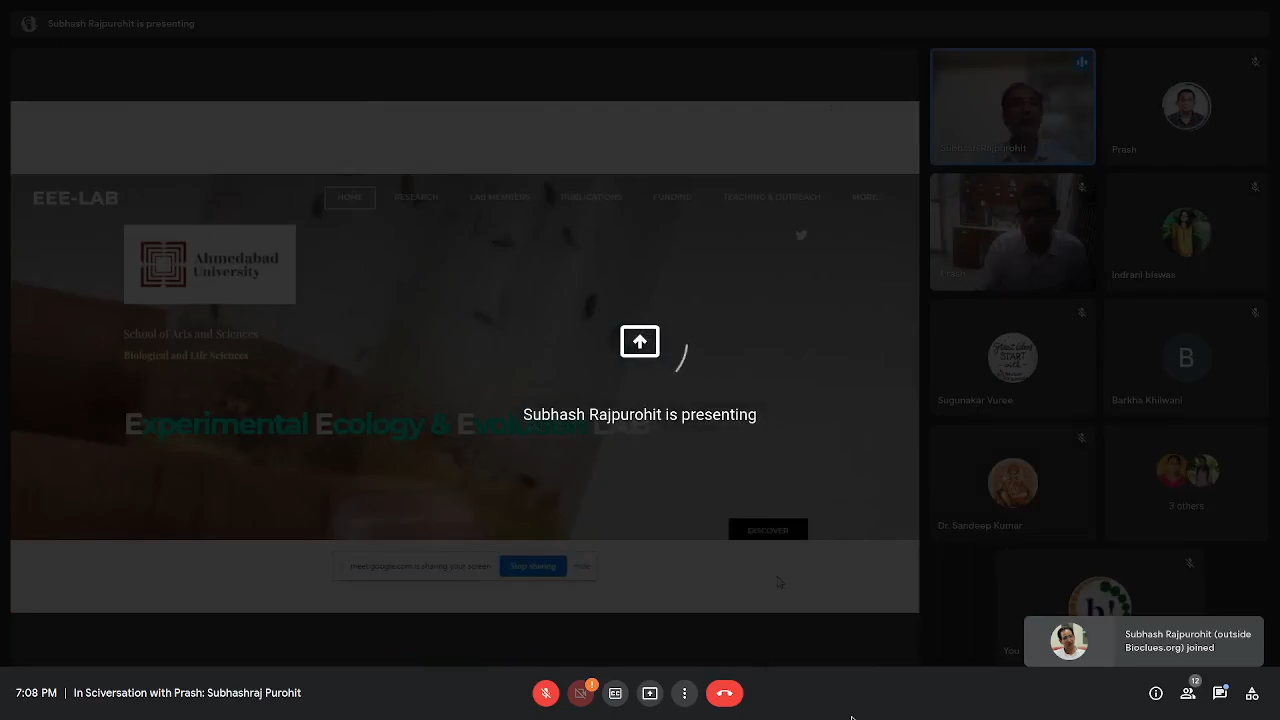 Subhash Rajpurohit is presenting
Subhash Rajpurohit
Prash
EEE-LAB
HOME
RESEARCH
LAB MEMBERS
PUBLICATIONS
FUNDING
TEACHING & OUTREACH
MORE..
Ahmedabad
University
School of Arts and Sciences
Biological and Life Sciences
Prash
Indrani biswas
Experimental Ecology & Evolution LAB
Subhash Rajpurohit is presenting
Sugunakar Vuree
B
Barkha Khilwani
DISCOVER
meet.google.com is sharing your screen
Stop sharing
Hide
Dr. Sandeep Kumar
3 others
b!
You
Subhash Rajpurohit (outside
Bioclues.org) joined
7:08 PM | In Sciversation with Prash: Subhashraj Purohit
12